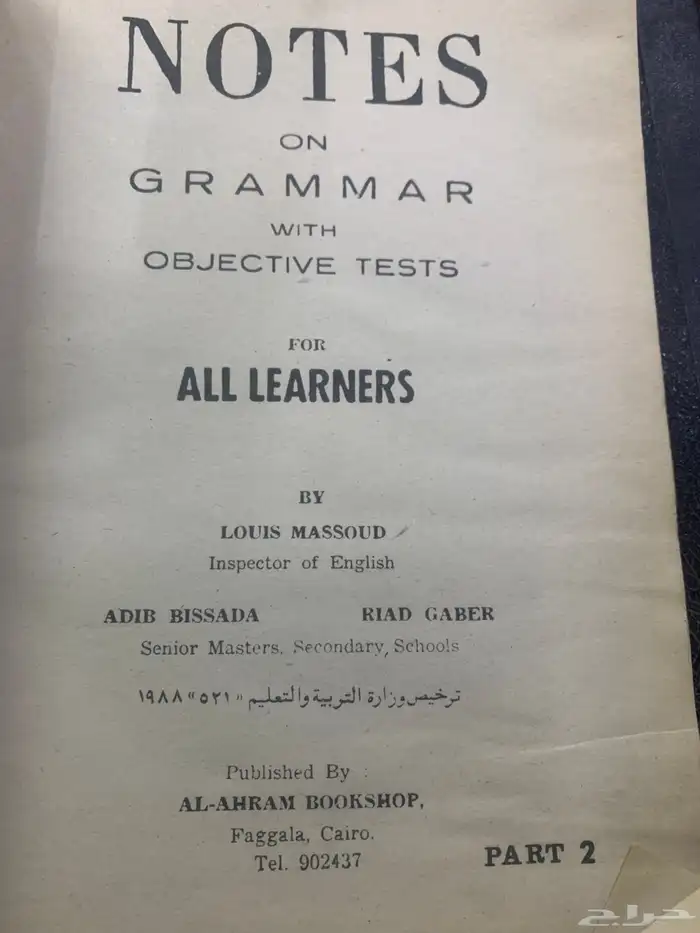 NOTES
ON
GRAMMAR
WITH
OBJECTIVE TESTS
FOR
ALL LEARNERS
BY
LOUIS MASSOUD
Inspector of English
ADIB BISSADA RIAD GABER
Senior Masters, Secondary, Schools
ترخيص وزارة التربية والتعليم «٥٢١» ١٩٨٨
Published By :
AL-AHRAM BOOKSHOP,
Faggala, Cairo.
Tel. 902437
PART 2
حراج